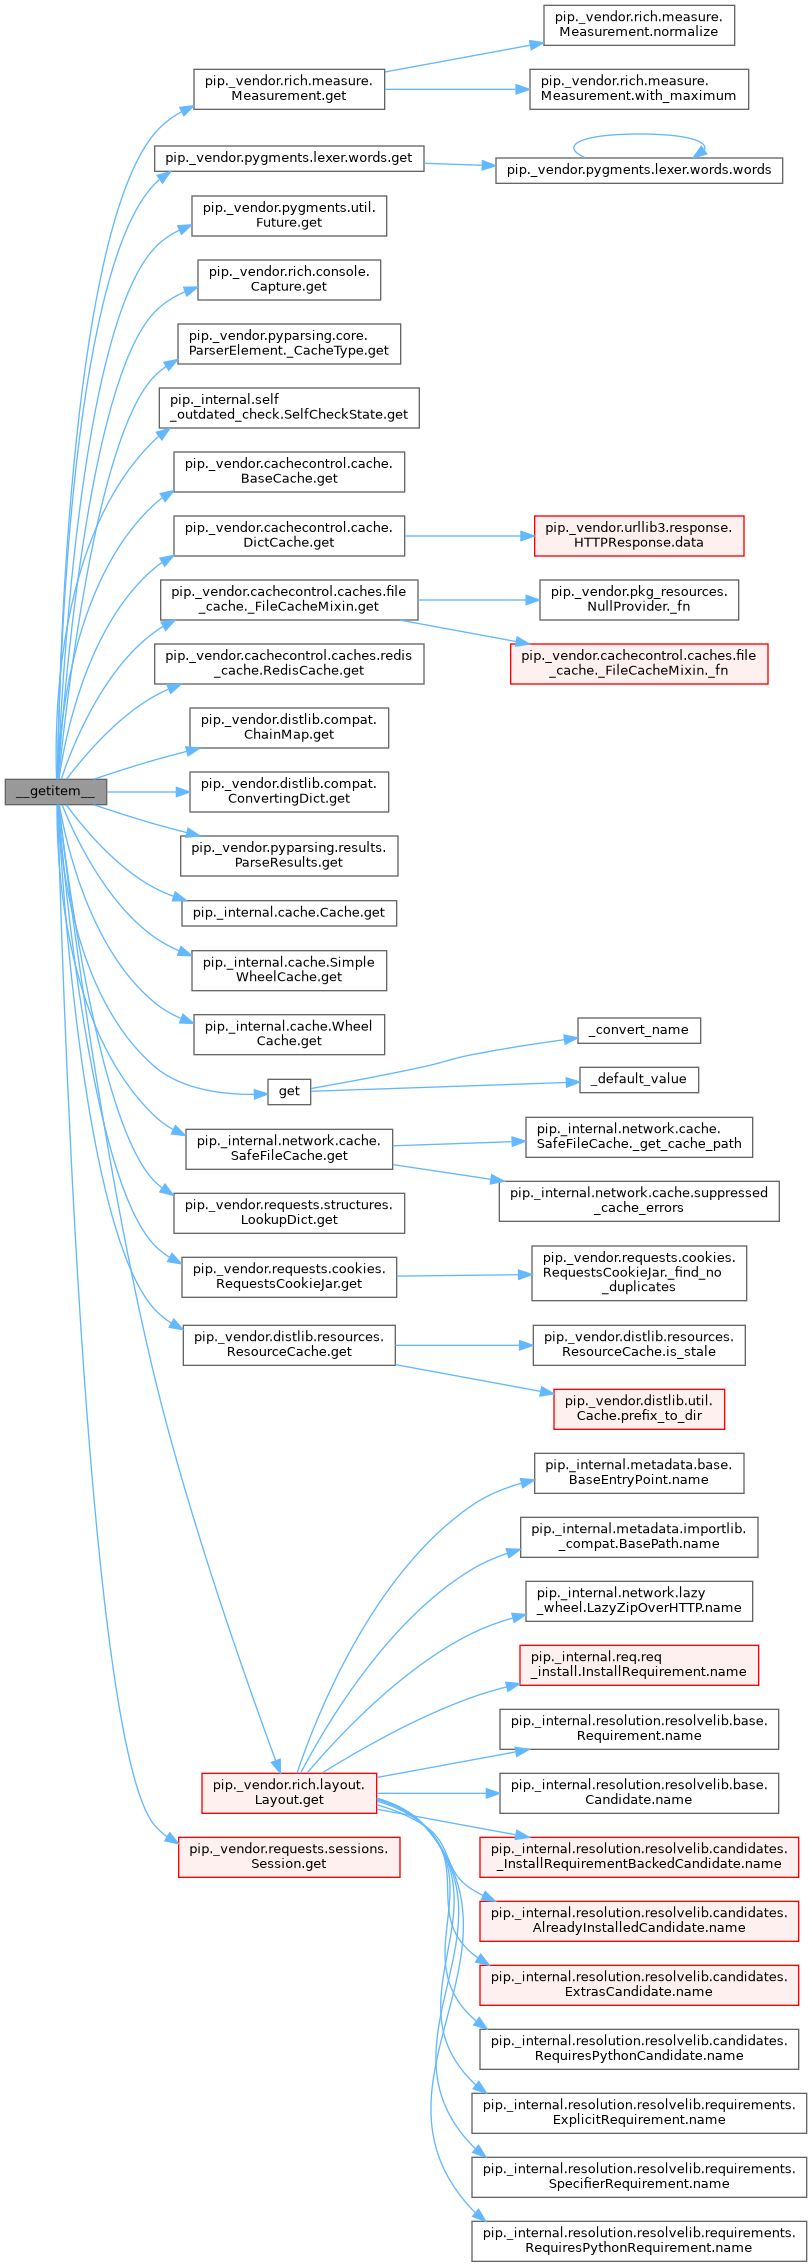 pip._vendor.rich.measure.
Measurement.normalize
pip._vendor.rich.measure.
Measurement.get
pip._vendor.rich.measure.
Measurement.with_maximum
pip._vendor.pygments.lexer.words.get
pip._vendor.pygments.lexer.words.words
pip._vendor.pygments.util.
Future.get
pip._vendor.rich.console.
Capture.get
pip._vendor.pyparsing.core.
ParserElement._CacheType.get
pip._internal.self
_outdated_check.SelfCheckState.get
pip._vendor.cachecontrol.cache.
BaseCache.get
pip._vendor.cachecontrol.cache.
DictCache.get
pip._vendor.urllib3.response.
HTTPResponse.data
pip._vendor.cachecontrol.caches.file
_cache._FileCacheMixin.get
pip._vendor.pkg_resources.
NullProvider._fn
pip._vendor.cachecontrol.caches.redis
_cache.RedisCache.get
pip._vendor.cachecontrol.caches.file
_cache._FileCacheMixin._fn
pip._vendor.distlib.compat.
ChainMap.get
__getitem__
pip._vendor.distlib.compat.
ConvertingDict.get
pip._vendor.pyparsing.results.
ParseResults.get
pip._internal.cache.Cache.get
pip._internal.cache.Simple
WheelCache.get
pip._internal.cache.Wheel
Cache.get
_convert_name
get
_default_value
pip._internal.network.cache.
SafeFileCache.get
pip._internal.network.cache.
SafeFileCache._get_cache_path
pip._internal.network.cache.suppressed
_cache_errors
pip._vendor.requests.structures.
LookupDict.get
pip._vendor.requests.cookies.
RequestsCookieJar.get
pip._vendor.requests.cookies.
RequestsCookieJar._find_no
_duplicates
pip._vendor.distlib.resources.
ResourceCache.get
pip._vendor.distlib.resources.
ResourceCache.is_stale
pip._vendor.distlib.util.
Cache.prefix_to_dir
pip._internal.metadata.base.
BaseEntryPoint.name
pip._internal.metadata.importlib.
_compat.BasePath.name
pip._internal.network.lazy
_wheel.LazyZipOverHTTP.name
pip._internal.req.req
_install.InstallRequirement.name
pip._internal.resolution.resolvelib.base.
Requirement.name
pip._vendor.rich.layout.
Layout.get
pip._internal.resolution.resolvelib.base.
Candidate.name
pip._vendor.requests.sessions.
Session.get
pip._internal.resolution.resolvelib.candidates.
_InstallRequirementBackedCandidate.name
pip._internal.resolution.resolvelib.candidates.
AlreadyInstalledCandidate.name
pip._internal.resolution.resolvelib.candidates.
ExtrasCandidate.name
pip._internal.resolution.resolvelib.candidates.
RequiresPythonCandidate.name
pip._internal.resolution.resolvelib.requirements.
ExplicitRequirement.name
pip._internal.resolution.resolvelib.requirements.
SpecifierRequirement.name
pip._internal.resolution.resolvelib.requirements.
RequiresPythonRequirement.name